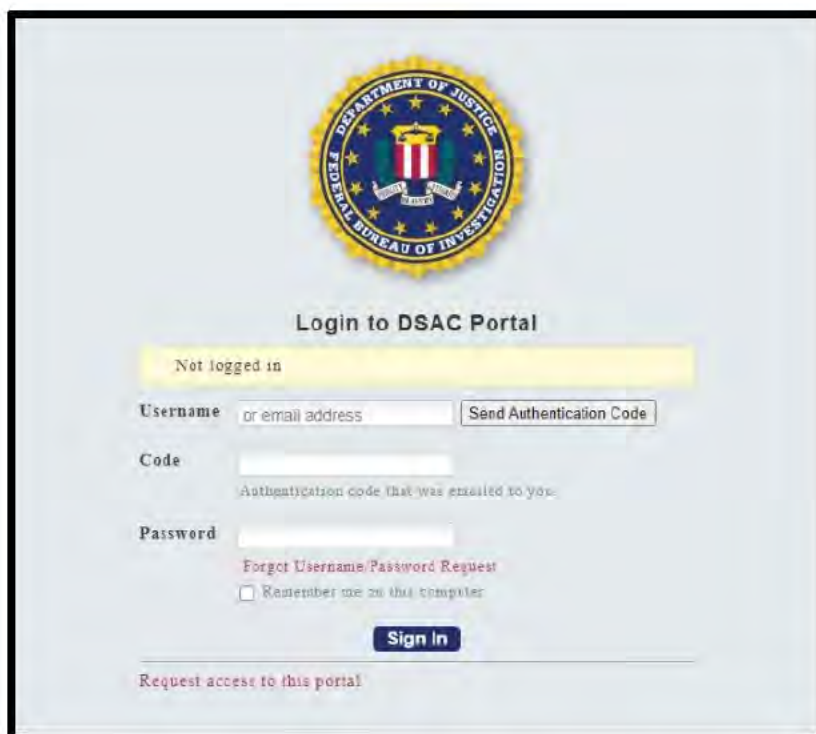 DEPARTMENT OF JUSTICE
FEDERAL BUREAU OF INVESTIGATION
Login to DSAC Portal
Not logged in
Username or email address Send Authentication Code
Code
Authentication code that was emailed to you
Password
Forgot Username/Password Request
Remember me on this computer
Sign In
Request access to this portal